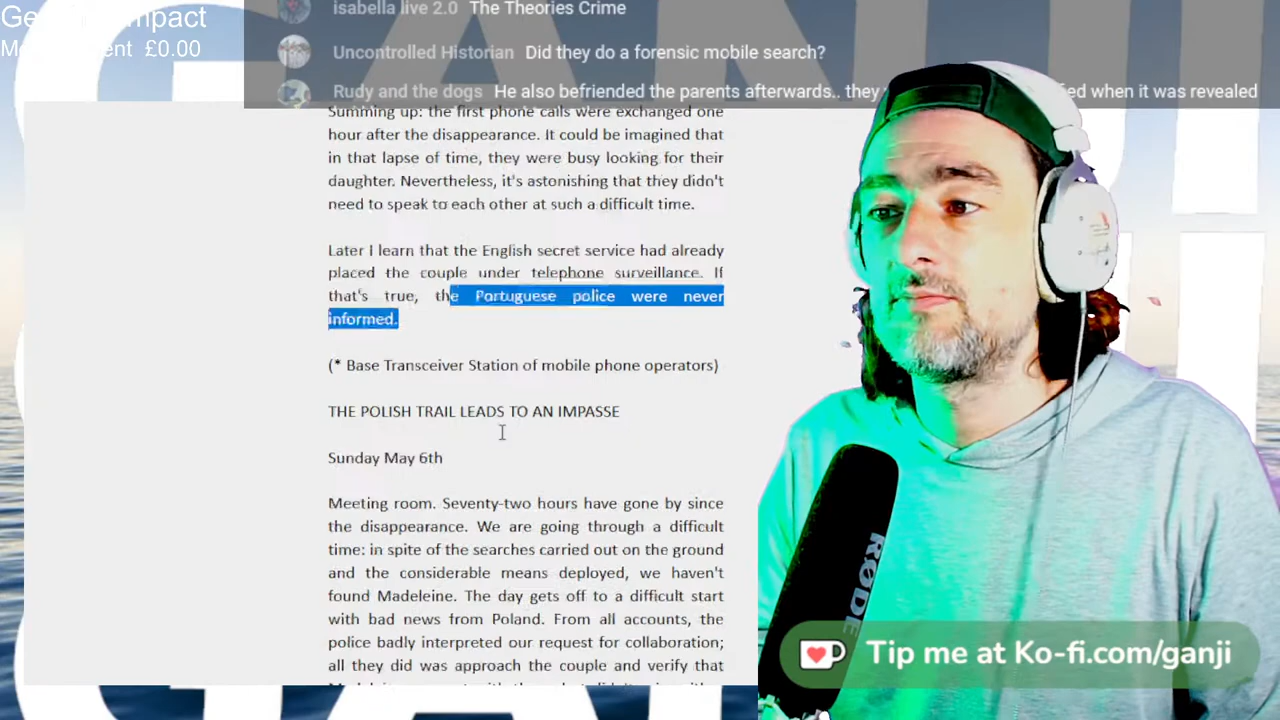 isabella live 2.0 The Theories Crime
Uncontrolled Historian Did they do a forensic mobile search?
Rudy and the dogs He also befriended the parents afterwards.. they when it was revealed
£0.00
Summing up: the first phone calls were exchanged one
hour after the disappearance. It could be imagined that
in that lapse of time, they were busy looking for their
daughter. Nevertheless, it's astonishing that they didn't
need to speak to each other at such a difficult time.
Later I learn that the English secret service had already
placed the couple under telephone surveillance. If
that's true, the Portuguese police were never
informed.
(* Base Transceiver Station of mobile phone operators)
THE POLISH TRAIL LEADS TO AN IMPASSE
Sunday May 6th
Meeting room. Seventy-two hours have gone by since
the disappearance. We are going through a difficult
time: in spite of the searches carried out on the ground
and the considerable means deployed, we haven't
found Madeleine. The day gets off to a difficult start
with bad news from Poland. From all accounts, the
police badly interpreted our request for collaboration;
all they did was approach the couple and verify that
RØDE
Tip me at Ko-fi.com/ganji